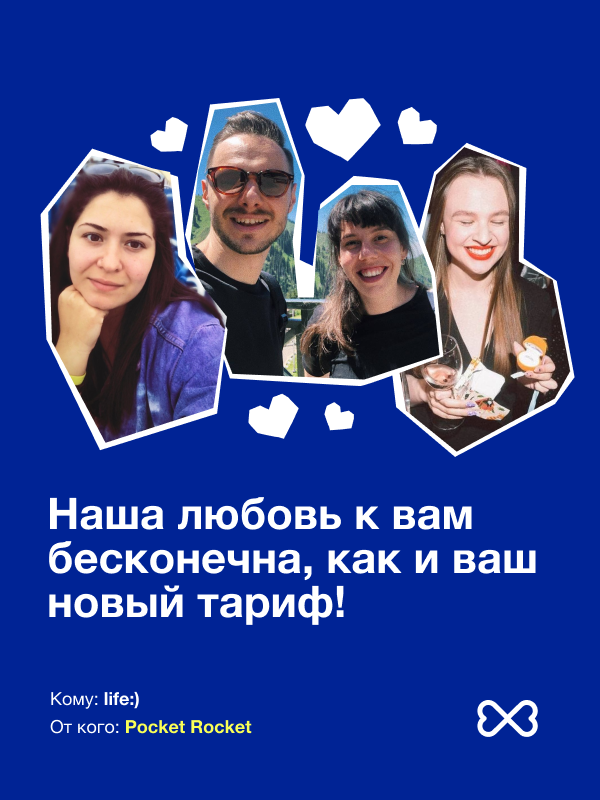 Наша любовь к вам
бесконечна, как и ваш
новый тариф!
Кому: life:)
От кого: Pocket Rocket